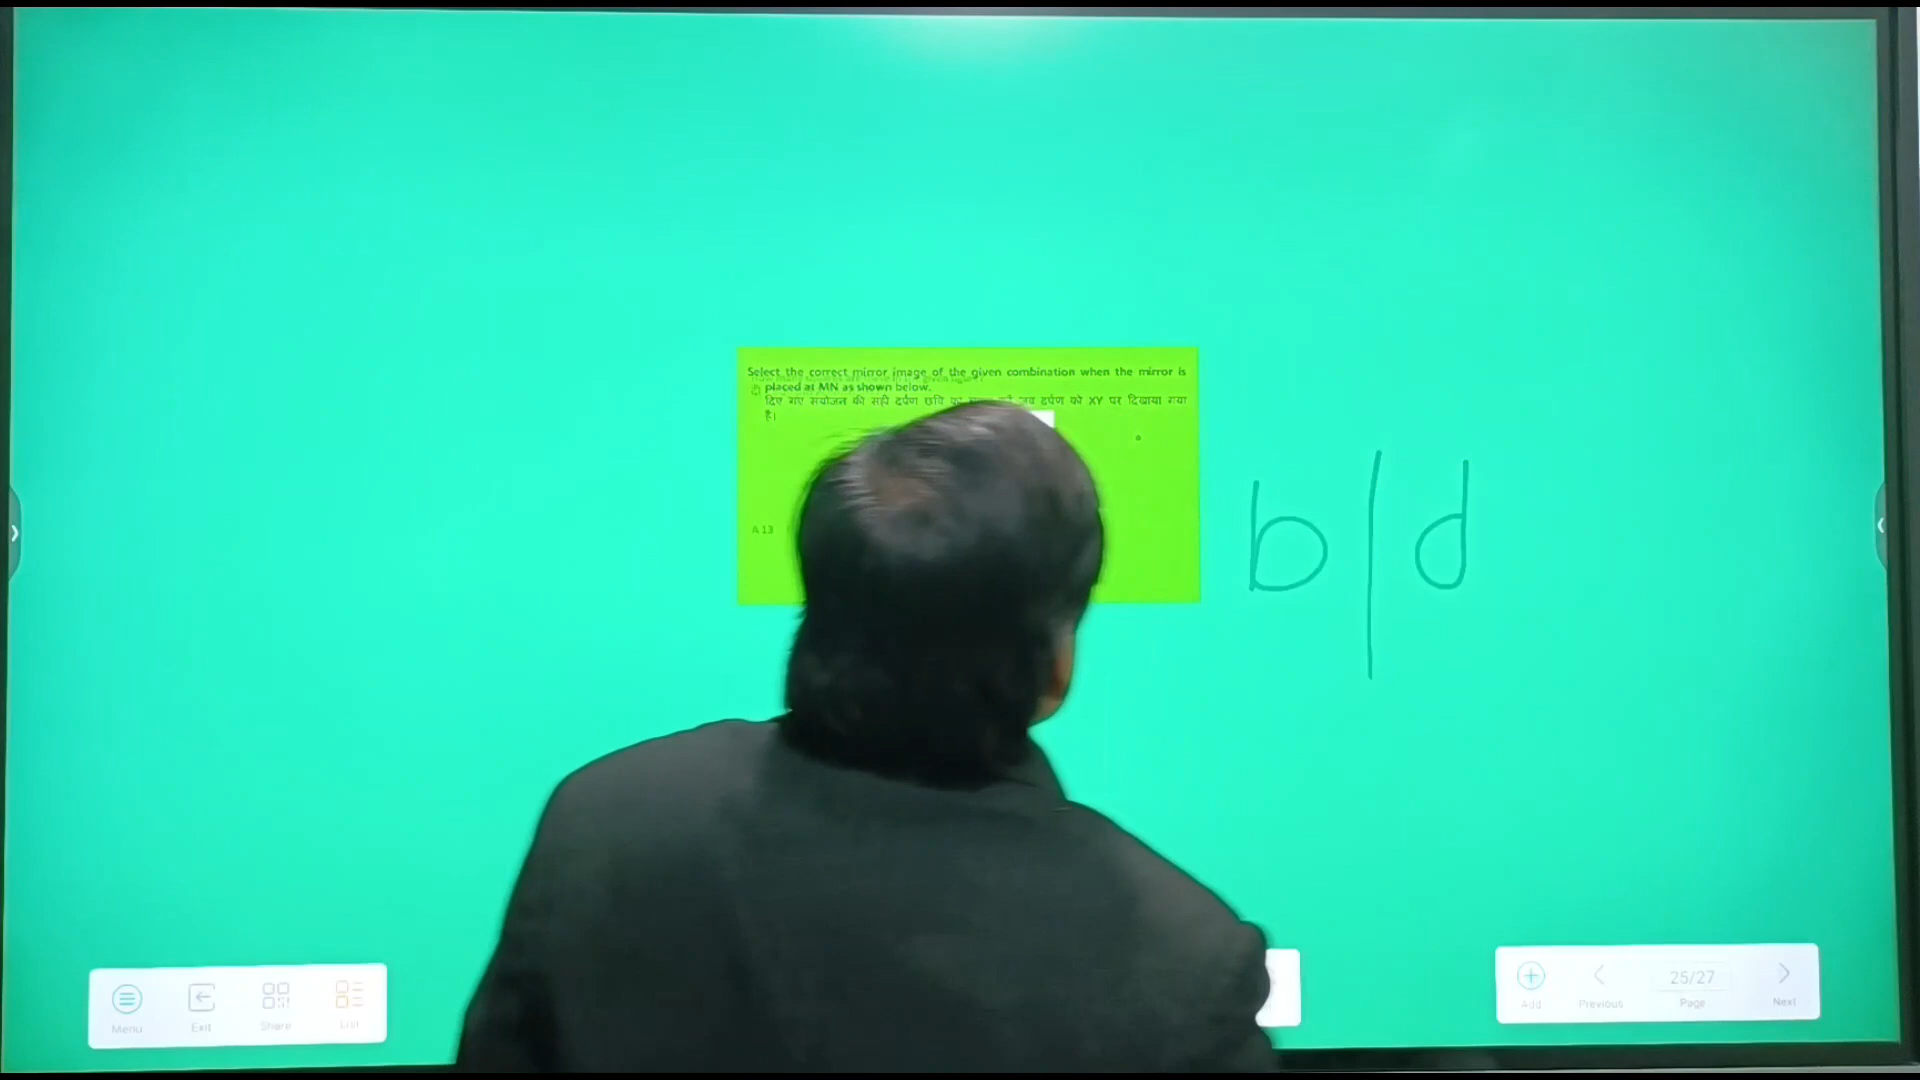 Select the correct mirror image of the given combination when the mirror is
placed at MN as shown below.
दिए गए संयोजन की सही दर्पण छवि जब दर्पण को XY पर दिखाया गया
है।
A 13
b | d
Menu Exit Share List
Add Previous 25/27 Page Next